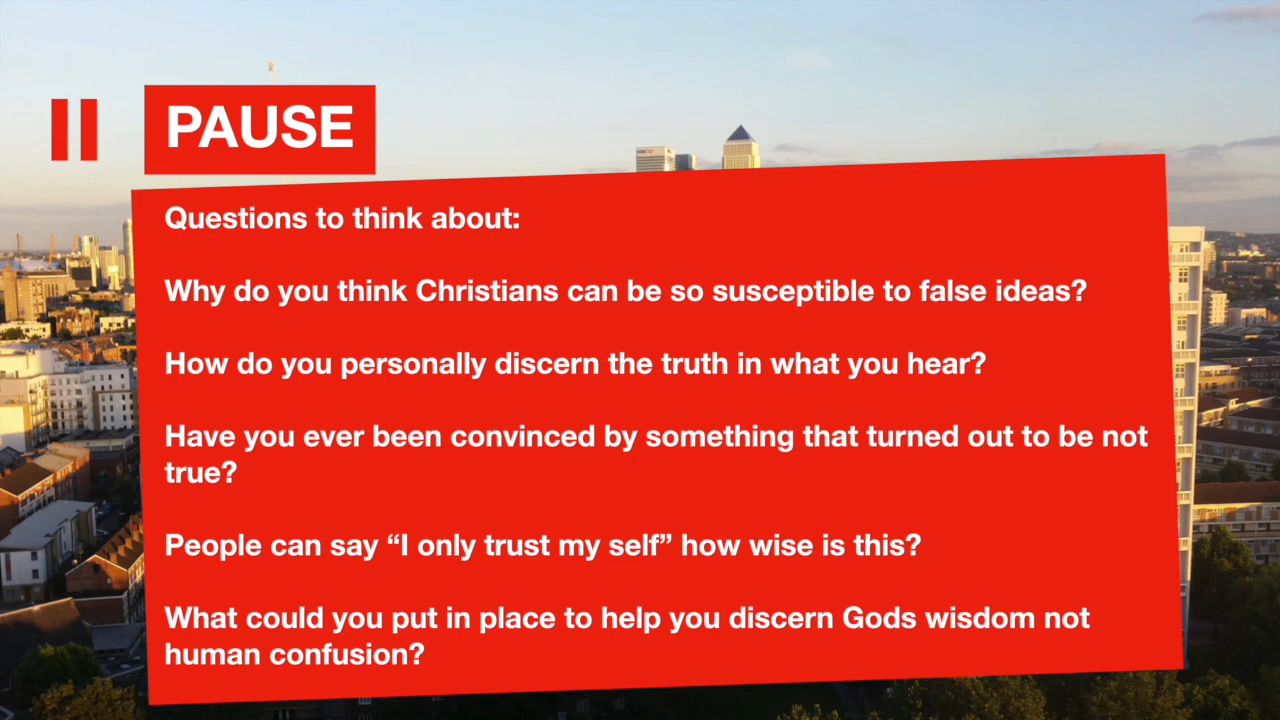 PAUSE
Questions to think about:
Why do you think Christians can be so susceptible to false ideas?
How do you personally discern the truth in what you hear?
Have you ever been convinced by something that turned out to be not
true?
People can say “I only trust my self” how wise is this?
What could you put in place to help you discern Gods wisdom not
human confusion?